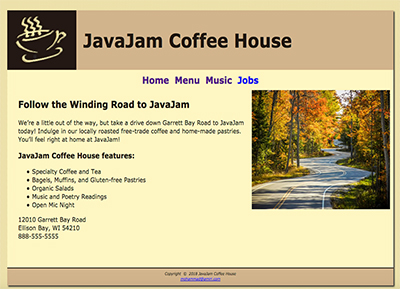 JavaJam Coffee House
Home Menu Music Jobs
Follow the Winding Road to JavaJam
We're a little out of the way, but take a drive down Garrett Bay Road to JavaJam
today! Indulge in our locally roasted free-trade coffee and home-made pastries.
You'll feel right at home at JavaJam!
JavaJam Coffee House features:
• Specialty Coffee and Tea
• Bagels, Muffins, and Gluten-free Pastries
• Organic Salads
• Music and Poetry Readings
• Open Mic Night
12010 Garrett Bay Road
Ellison Bay, WI 54210
888-555-5555
Copyright © 2018 JavaJam Coffee House